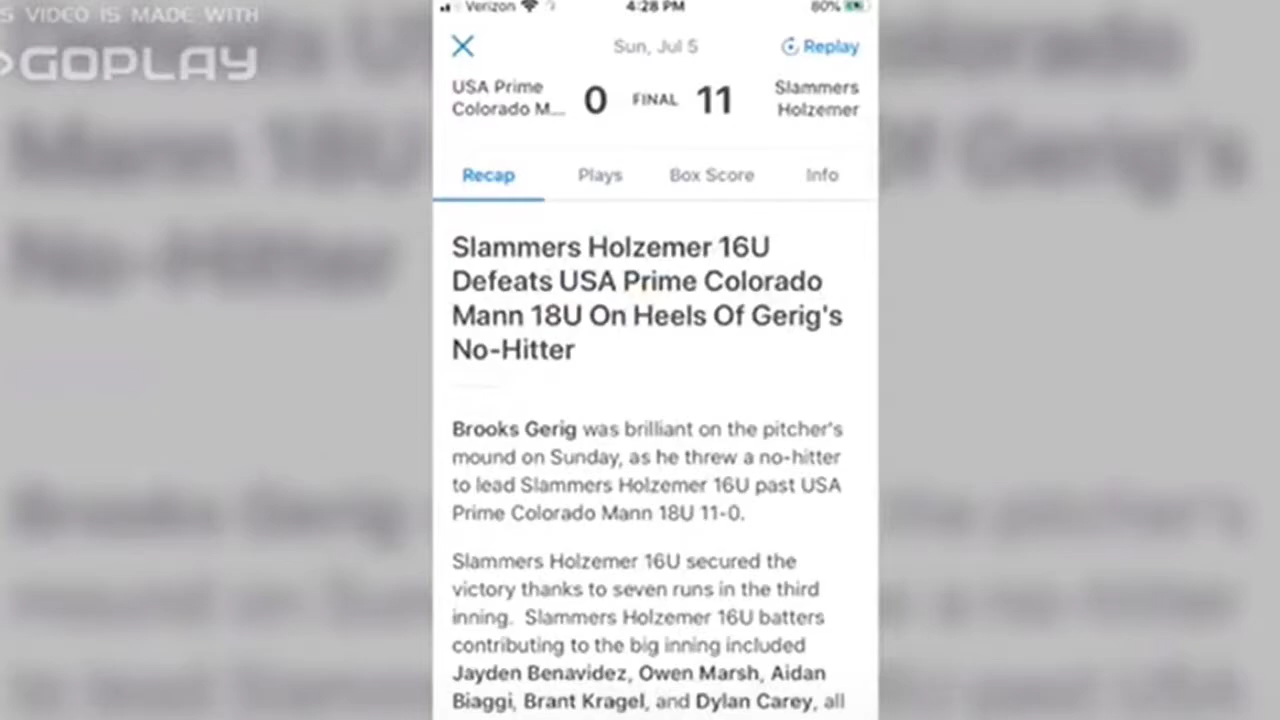 S VIDEO IS MADE WITH
GOPLAY
Verizon
4:28 PM
80%
Sun, Jul 5
Replay
USA Prime
Colorado M...
0
FINAL
11
Slammers
Holzemer
Recap
Plays
Box Score
Info
Slammers Holzemer 16U
Defeats USA Prime Colorado
Mann 18U On Heels Of Gerig's
No-Hitter
Brooks Gerig was brilliant on the pitcher's
mound on Sunday, as he threw a no-hitter
to lead Slammers Holzemer 16U past USA
Prime Colorado Mann 18U 11-0.
Slammers Holzemer 16U secured the
victory thanks to seven runs in the third
inning. Slammers Holzemer 16U batters
contributing to the big inning included
Jayden Benavidez, Owen Marsh, Aidan
Biaggi, Brant Kragel, and Dylan Carey, all